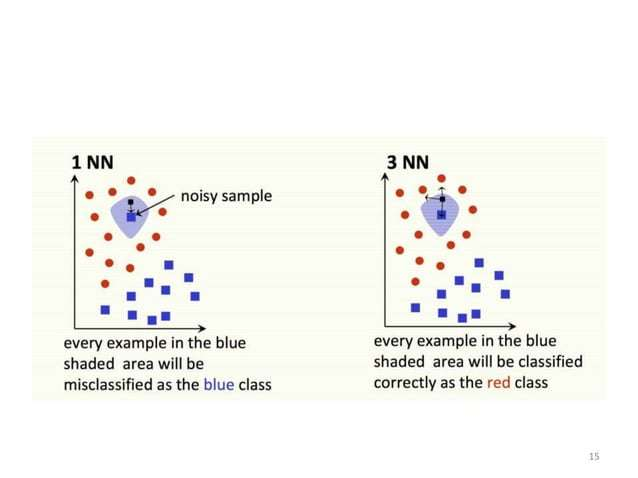 1 NN
noisy sample
every example in the blue
shaded area will be
misclassified as the blue class
3 NN
every example in the blue
shaded area will be classified
correctly as the red class
15